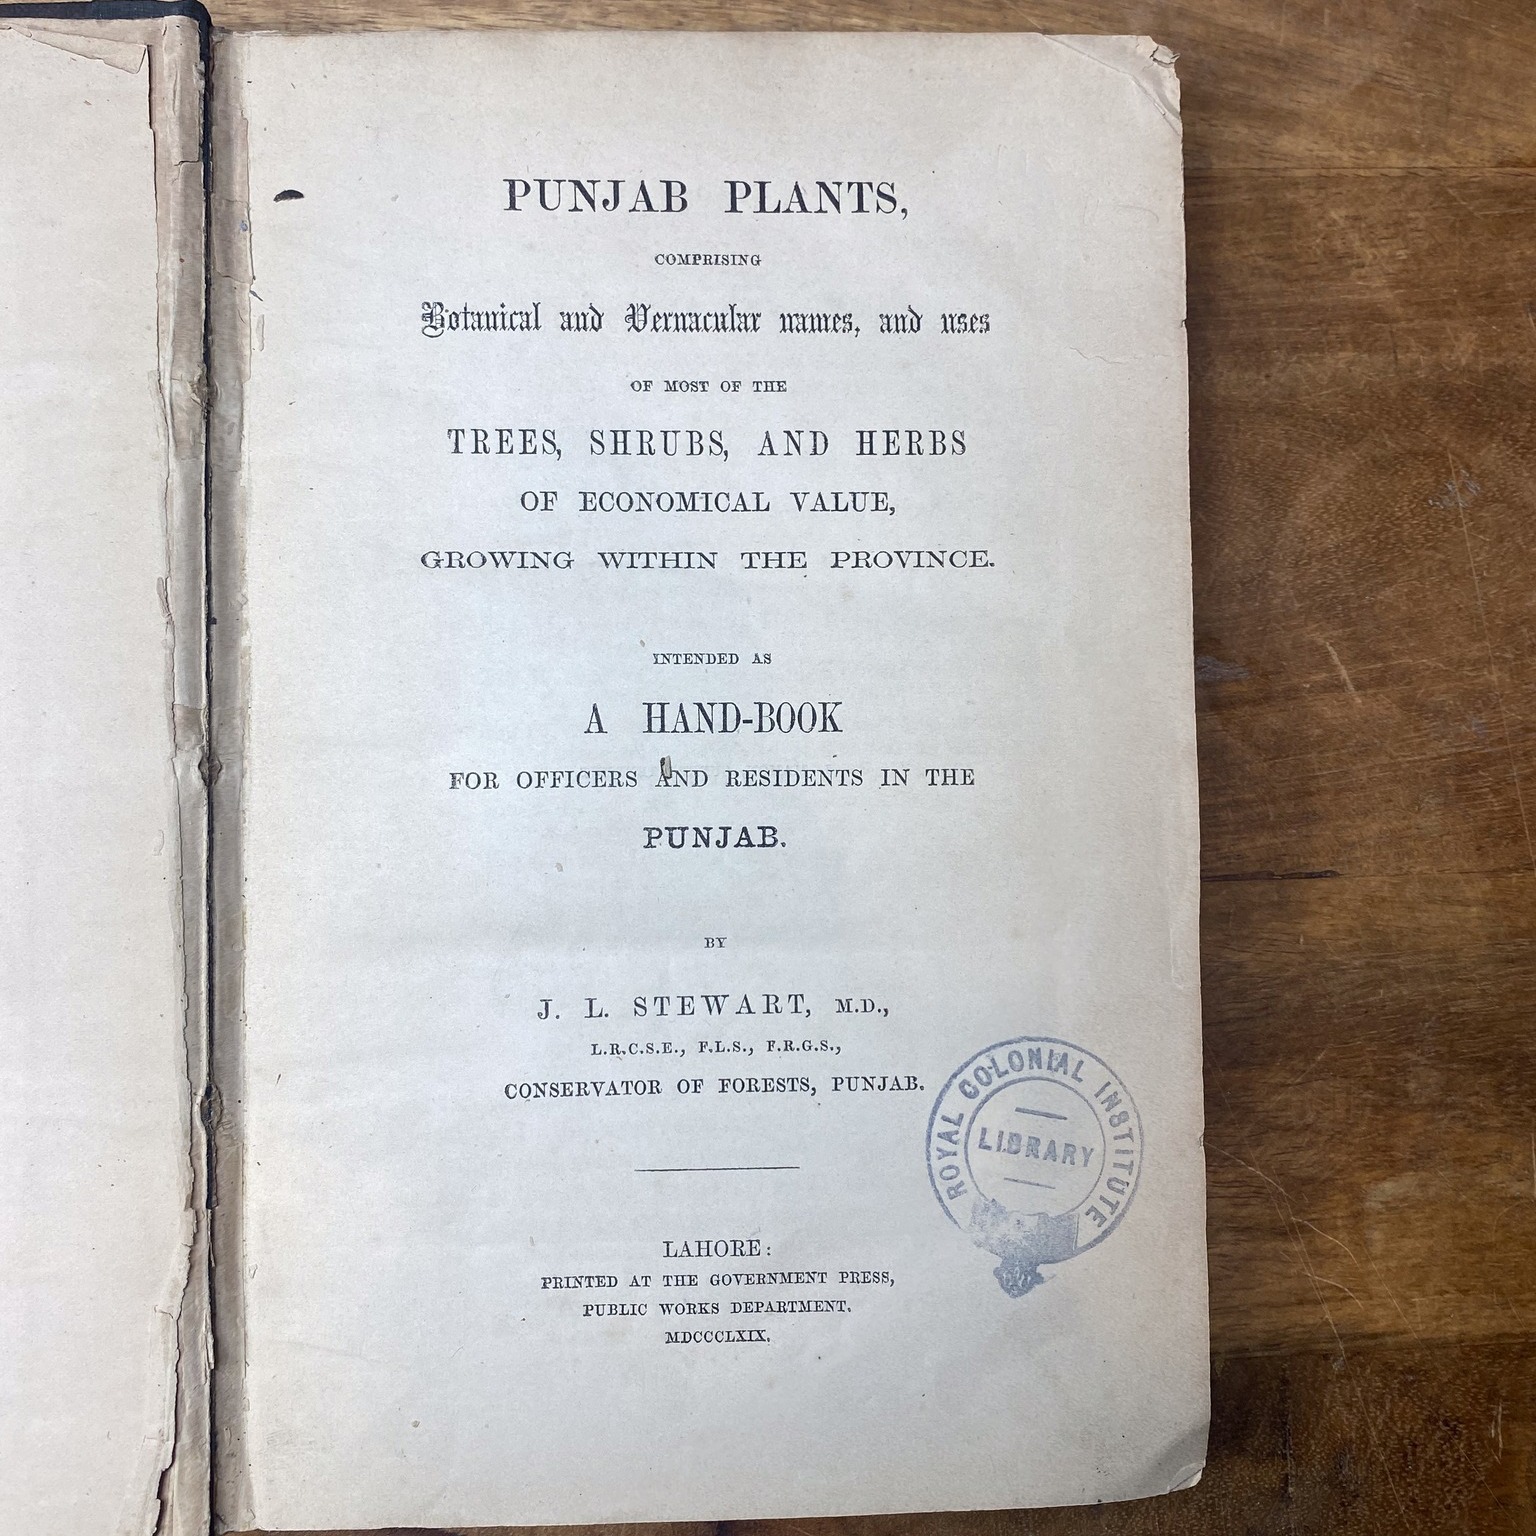 PUNJAB PLANTS,
COMPRISING
Botanical and Vernacular names, and uses
OF MOST OF THE
TREES, SHRUBS, AND HERBS
OF ECONOMICAL VALUE,
GROWING WITHIN THE PROVINCE.
INTENDED AS
A HAND-BOOK
FOR OFFICERS AND RESIDENTS IN THE
PUNJAB.
BY
J. L. STEWART, M.D.,
L.R.C.S.E., F.L.S., F.R.G.S.,
CONSERVATOR OF FORESTS, PUNJAB.
ROYAL COLONIAL INSTITUTE
LIBRARY
LAHORE:
PRINTED AT THE GOVERNMENT PRESS,
PUBLIC WORKS DEPARTMENT.
MDCCCLXIX.